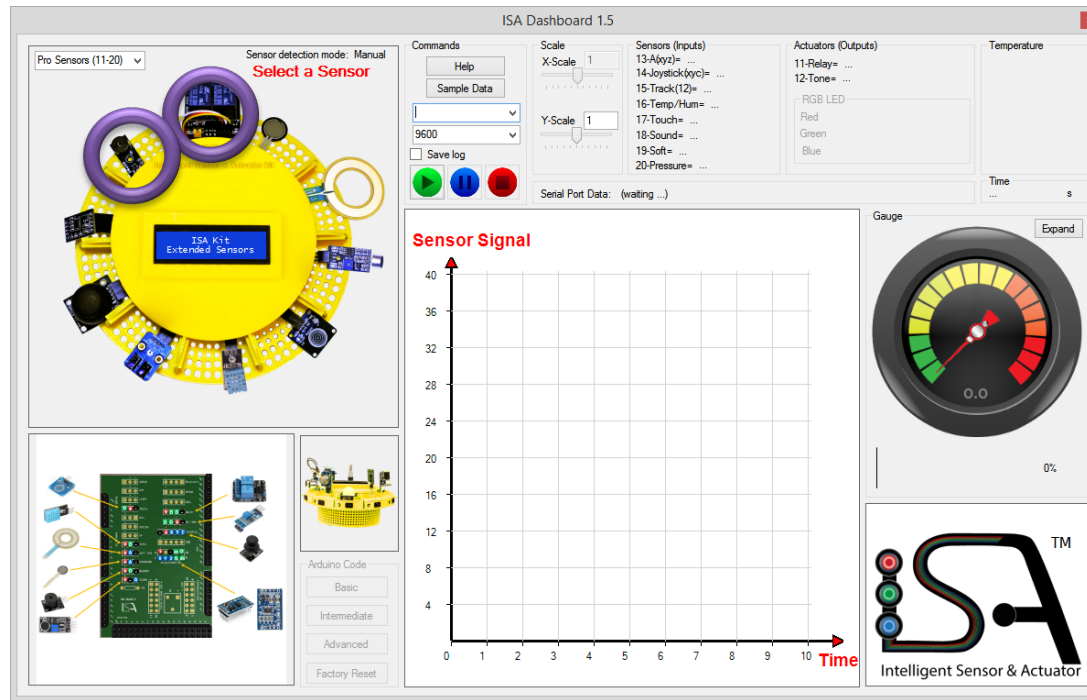 ISA Dashboard 1.5
Pro Sensors (11-20)
Sensor detection mode: Manual
Select a Sensor
ISA Kit
Extended Sensors
Commands
Help
Sample Data
9600
Save log
Scale
X-Scale 1
Y-Scale 1
Sensors (Inputs)
13-A(xyz)= ...
14-Joystick(xyc)= ...
15-Track(12)= ...
16-Temp/Hum= ...
17-Touch= ...
18-Sound= ...
19-Soft= ...
20-Pressure= ...
Actuators (Outputs)
11-Relay= ...
12-Tone= ...
RGB LED
Red
Green
Blue
Temperature
Time
... s
Serial Port Data: (waiting ...)
Sensor Signal
40
36
32
28
24
20
16
12
8
4
0 1 2 3 4 5 6 7 8 9 10
Time
Gauge
Expand
0.0
0%
Arduino Code
Basic
Intermediate
Advanced
Factory Reset
ISA
TM
Intelligent Sensor & Actuator